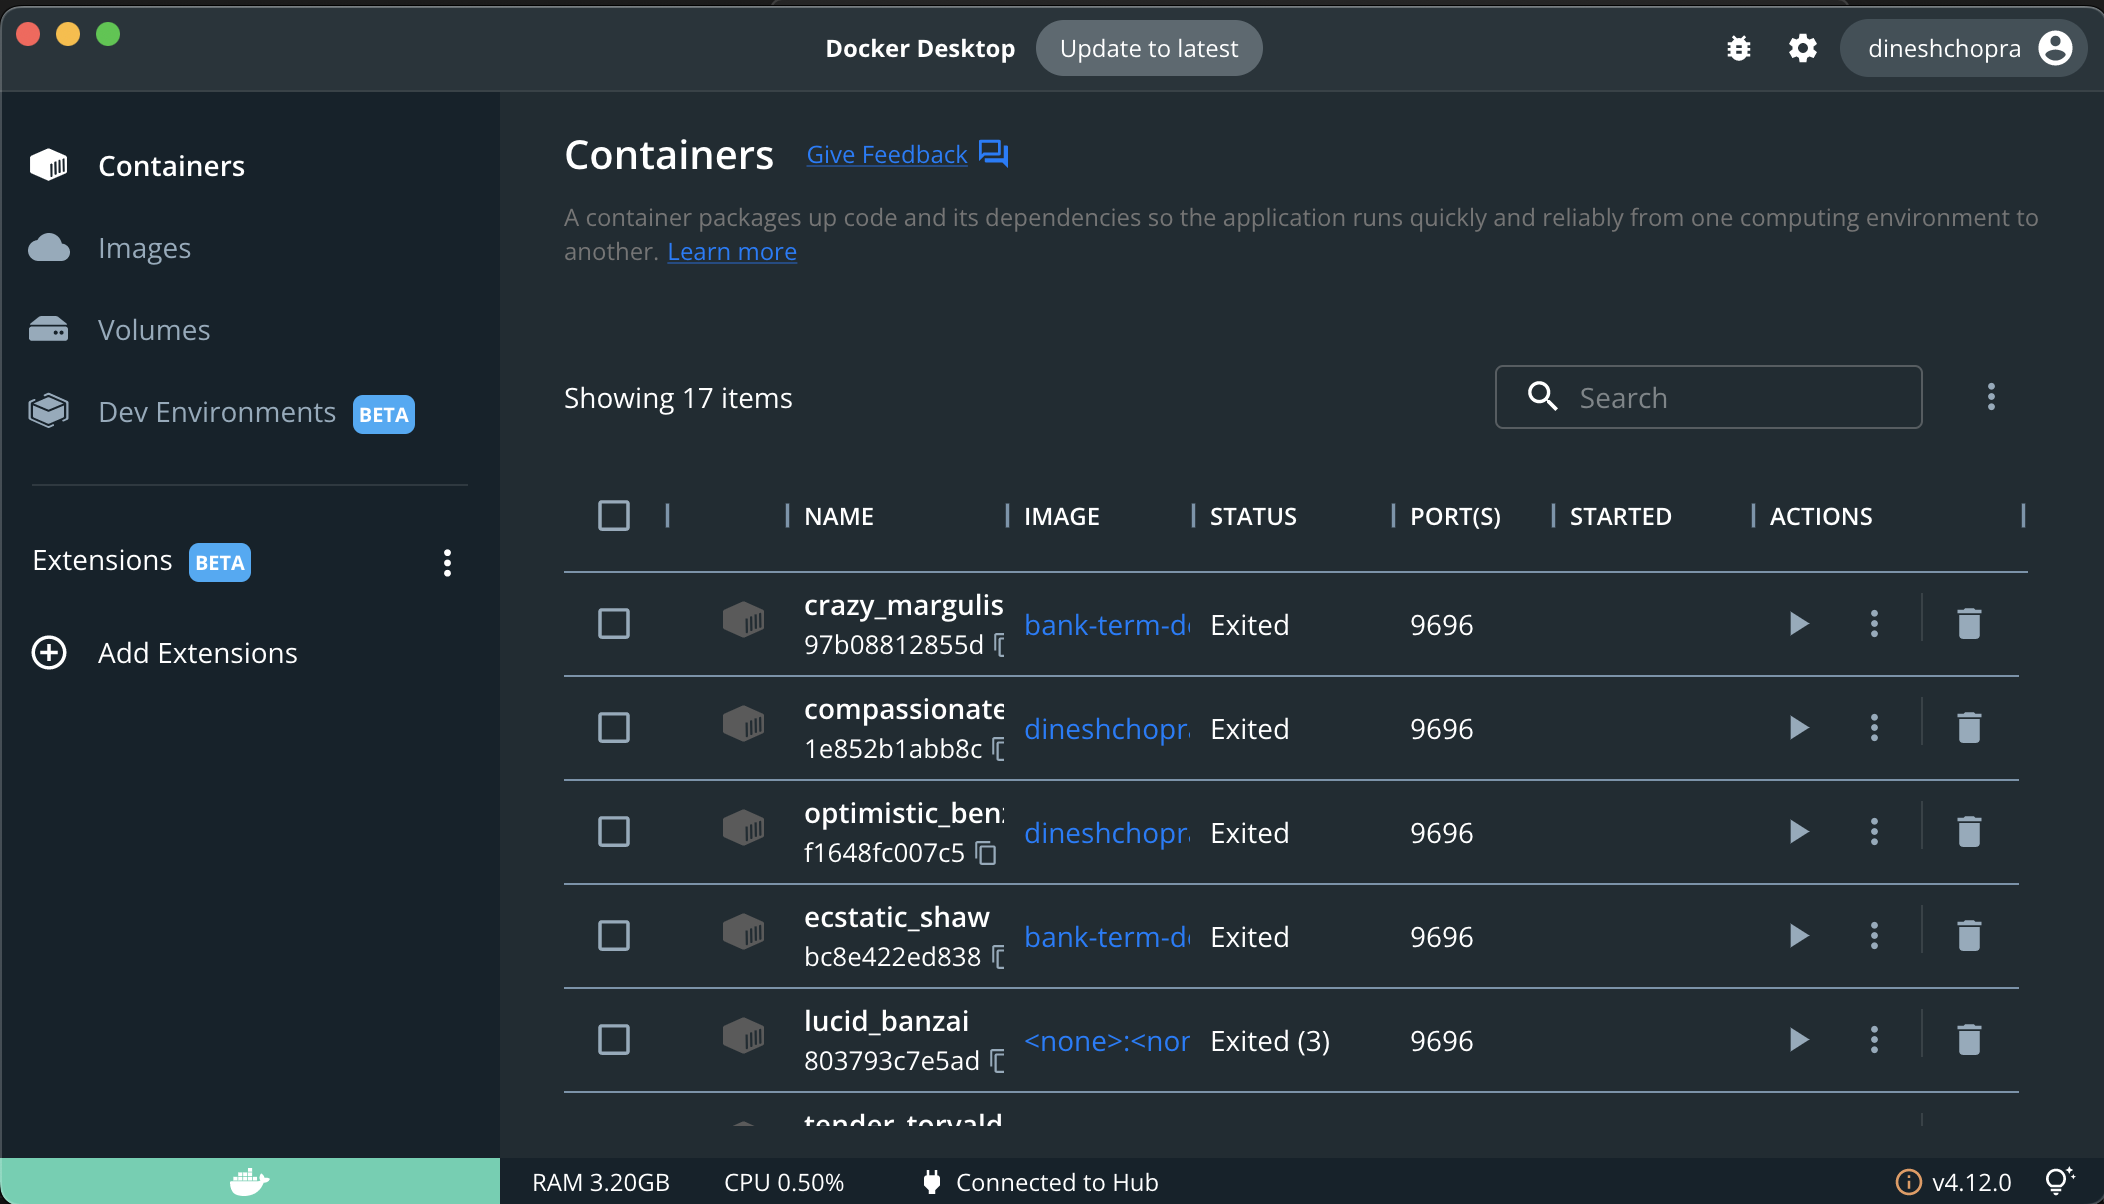 Docker Desktop
Update to latest
dineshchopra
Containers
Images
Volumes
Dev Environments BETA
Extensions BETA
Add Extensions
Containers Give Feedback
A container packages up code and its dependencies so the application runs quickly and reliably from one computing environment to
another. Learn more
Showing 17 items
Search
NAME IMAGE STATUS PORT(S) STARTED ACTIONS
crazy_margulis
97b08812855d
bank-term-d Exited 9696
compassionate
1e852b1abb8c
dineshchopr Exited 9696
optimistic_ben
f1648fc007c5
dineshchopr Exited 9696
ecstatic_shaw
bc8e422ed838
bank-term-d Exited 9696
lucid_banzai
803793c7e5ad
<none>:<nor Exited (3) 9696
tender_torvald
RAM 3.20GB CPU 0.50% Connected to Hub v4.12.0